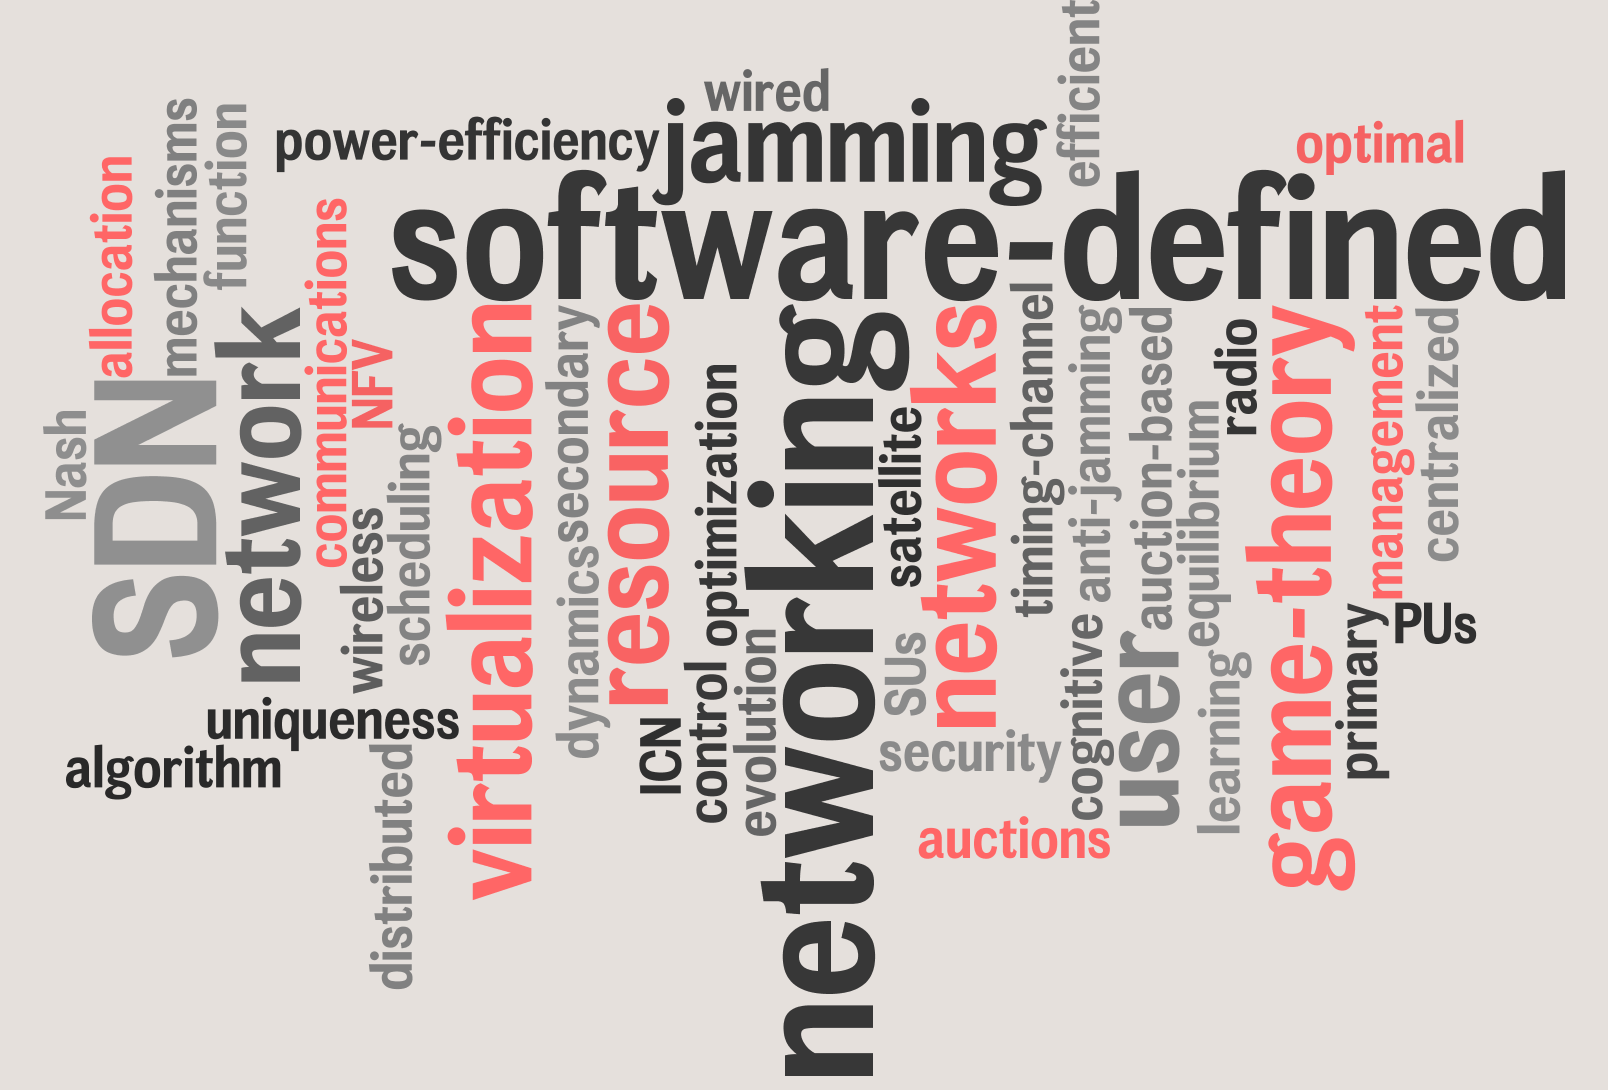 efficient
wired
power-efficiency
jamming
optimal
software-defined
allocation
mechanisms
function
communications
NFV
Nash
SDN
network
wireless
scheduling
virtualization
secondary
dynamics
resource
optimization
networking
satellite
networks
timing-channel
anti-jamming
auction-based
equilibrium
radio
game-theory
management
centralized
PUs
primary
uniqueness
algorithm
distributed
ICN
control
evolution
SUs
security
cognitive
user
learning
auctions